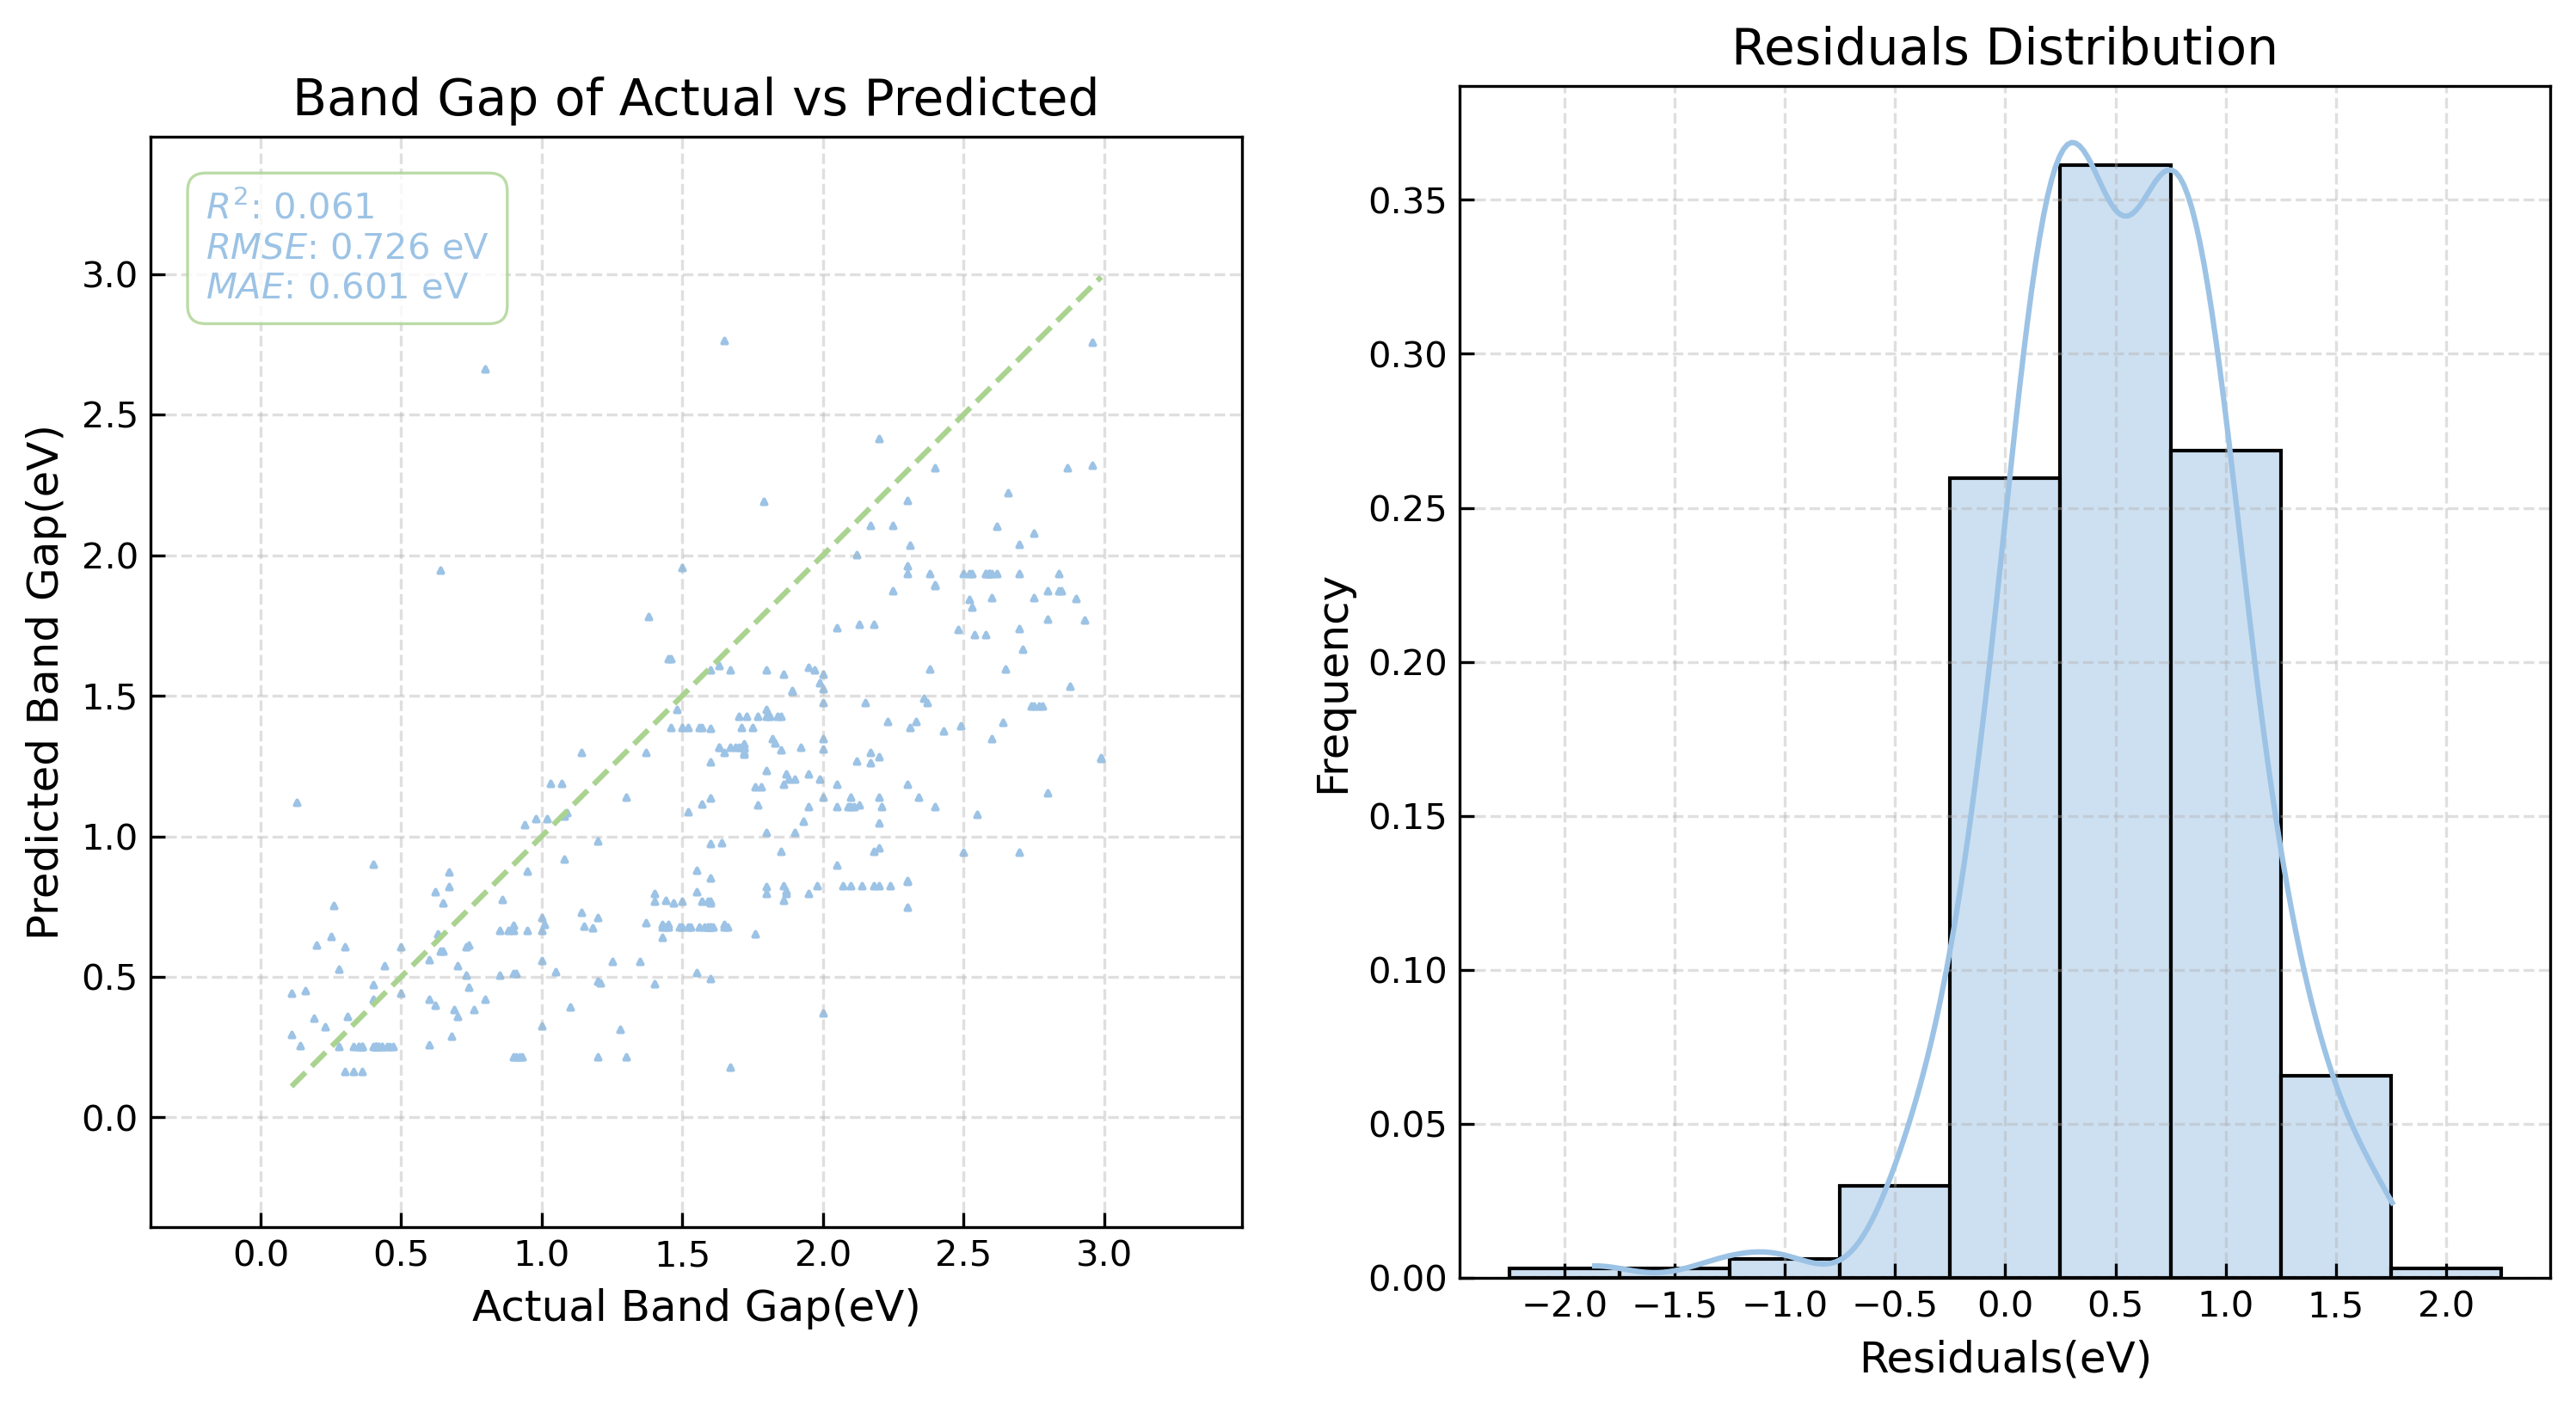 Band Gap of Actual vs Predicted
R²: 0.061
RMSE: 0.726 eV
MAE: 0.601 eV
Predicted Band Gap(eV)
3.0
2.5
2.0
1.5
1.0
0.5
0.0
0.0 0.5 1.0 1.5 2.0 2.5 3.0
Actual Band Gap(eV)
Residuals Distribution
Frequency
0.35
0.30
0.25
0.20
0.15
0.10
0.05
0.00
−2.0 −1.5 −1.0 −0.5 0.0 0.5 1.0 1.5 2.0
Residuals(eV)